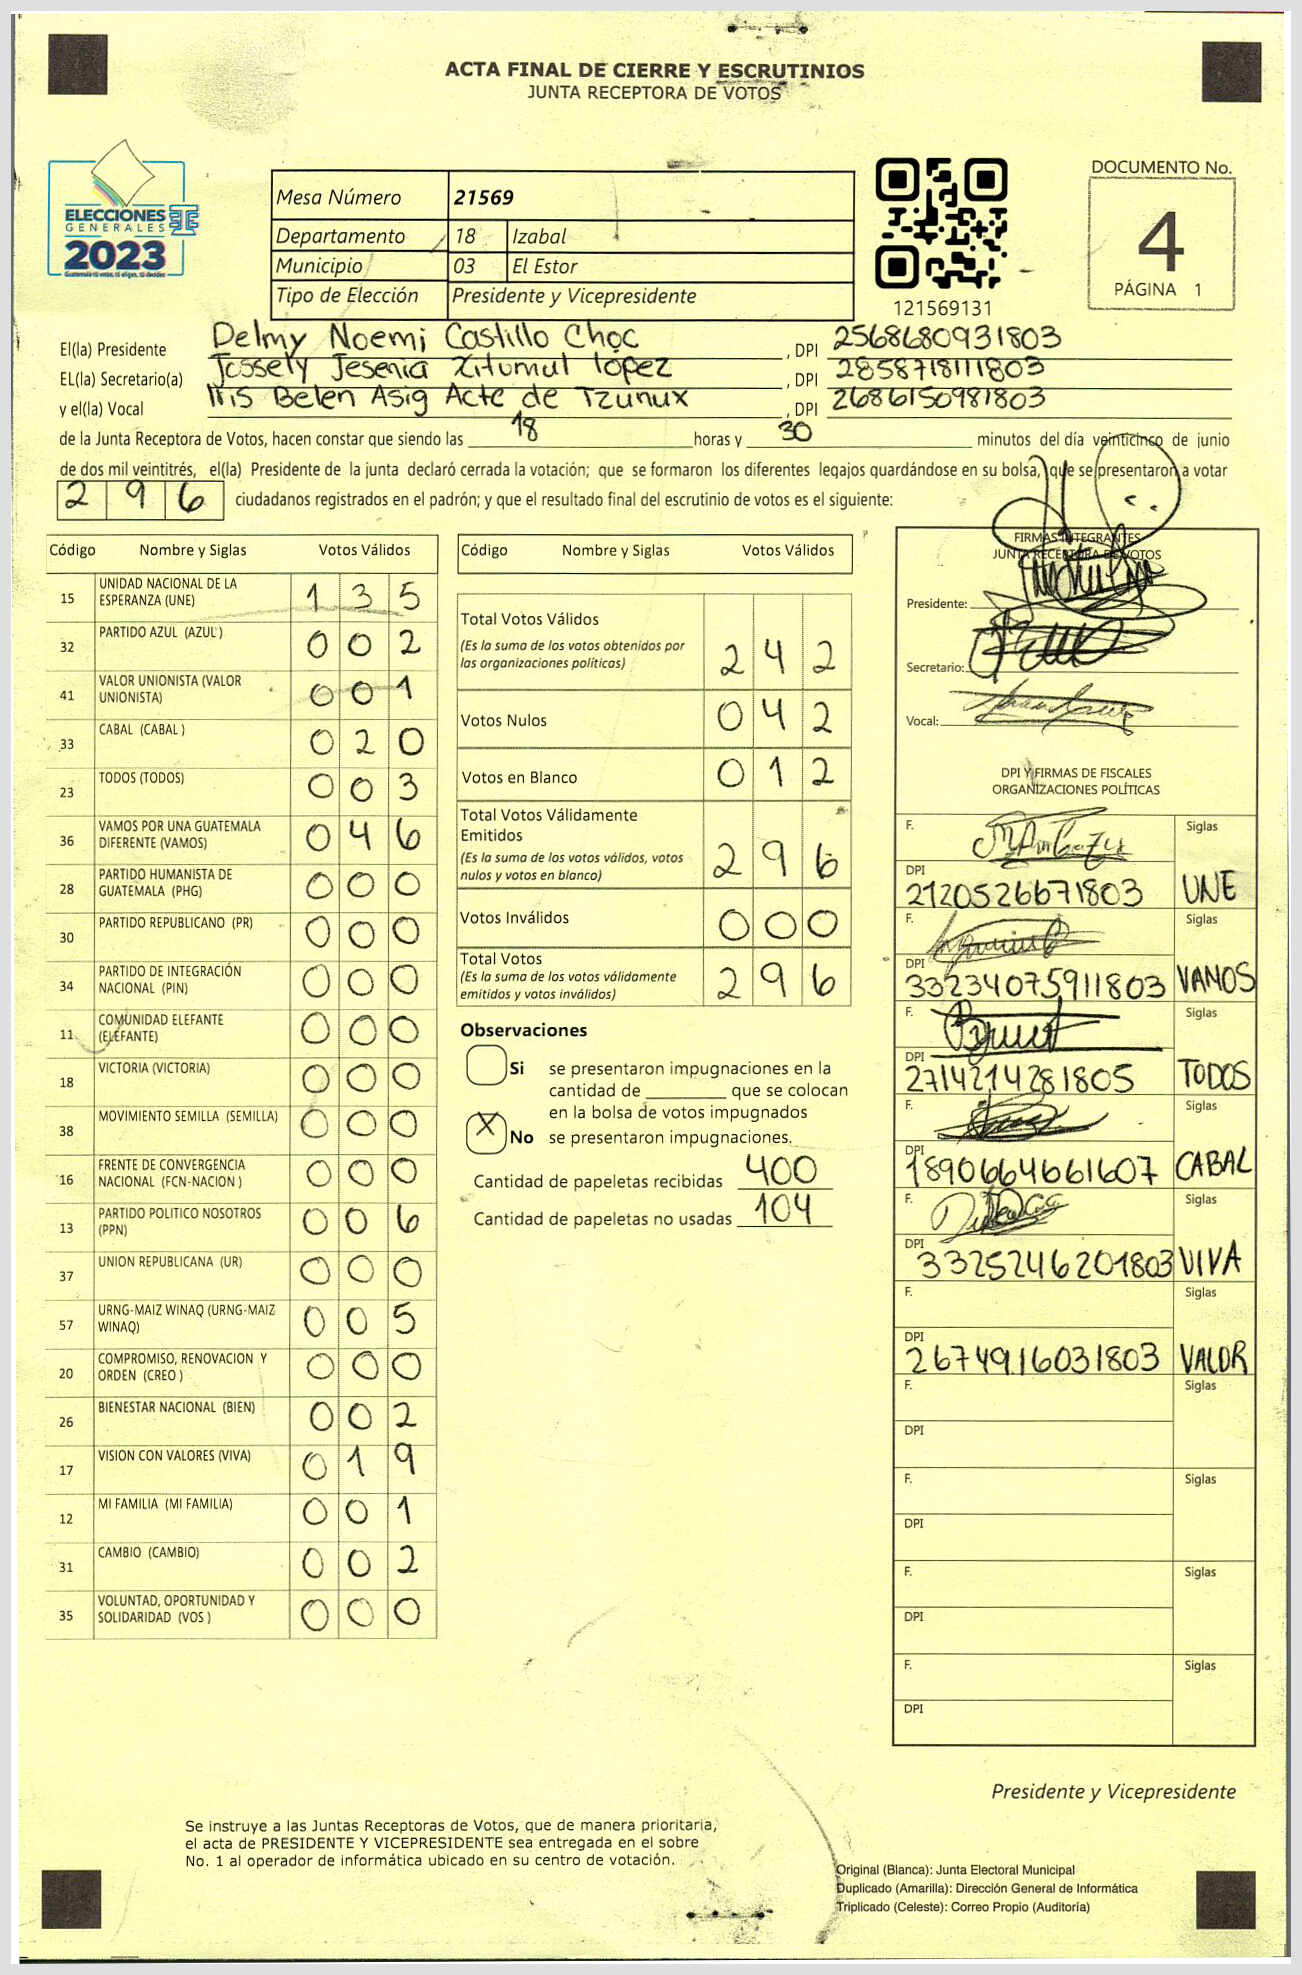 ACTA FINAL DE CIERRE Y ESCRUTINIOS
JUNTA RECEPTORA DE VOTOS
ELECCIONES
GENERALES
2023
Mesa Número 21569
Departamento 18 Izabal
Municipio 03 El Estor
Tipo de Elección Presidente y Vicepresidente
121569131
DOCUMENTO No.
4
PÁGINA 1
El(la) Presidente Delmy Noemi Castillo Choc , DPI 2568680931803
EL(la) Secretario(a) Jossely Jesenia Xitumul López , DPI 2858718111803
y el(la) Vocal Iris Belen Asig Acte de Tzunux , DPI 2686150981803
de la Junta Receptora de Votos, hacen constar que siendo las 18 horas y 30 minutos del día veinticinco de junio
de dos mil veintitrés, el(la) Presidente de la junta declaró cerrada la votación; que se formaron los diferentes legajos guardándose en su bolsa, que se presentaron a votar
296 ciudadanos registrados en el padrón; y que el resultado final del escrutinio de votos es el siguiente:
Código Nombre y Siglas Votos Válidos
15 UNIDAD NACIONAL DE LA ESPERANZA (UNE) 1 3 5
32 PARTIDO AZUL (AZUL) 0 0 2
41 VALOR UNIONISTA (VALOR UNIONISTA) 0 0 1
33 CABAL (CABAL ) 0 2 0
23 TODOS (TODOS) 0 0 3
36 VAMOS POR UNA GUATEMALA DIFERENTE (VAMOS) 0 4 6
28 PARTIDO HUMANISTA DE GUATEMALA (PHG) 0 0 0
30 PARTIDO REPUBLICANO (PR) 0 0 0
34 PARTIDO DE INTEGRACIÓN NACIONAL (PIN) 0 0 0
11 COMUNIDAD ELEFANTE (ELEFANTE) 0 0 0
18 VICTORIA (VICTORIA) 0 0 0
38 MOVIMIENTO SEMILLA (SEMILLA) 0 0 0
16 FRENTE DE CONVERGENCIA NACIONAL (FCN-NACION ) 0 0 0
13 PARTIDO POLITICO NOSOTROS (PPN) 0 0 6
37 UNION REPUBLICANA (UR) 0 0 0
57 URNG-MAIZ WINAQ (URNG-MAIZ WINAQ) 0 0 5
20 COMPROMISO, RENOVACION Y ORDEN (CREO ) 0 0 0
26 BIENESTAR NACIONAL (BIEN) 0 0 2
17 VISION CON VALORES (VIVA) 0 1 9
12 MI FAMILIA (MI FAMILIA) 0 0 1
31 CAMBIO (CAMBIO) 0 0 2
35 VOLUNTAD, OPORTUNIDAD Y SOLIDARIDAD (VOS ) 0 0 0
Código Nombre y Siglas Votos Válidos
Total Votos Válidos
(Es la suma de los votos obtenidos por
las organizaciones políticas) 2 4 2
Votos Nulos 0 4 2
Votos en Blanco 0 1 2
Total Votos Válidamente
Emitidos
(Es la suma de los votos válidos, votos
nulos y votos en blanco) 2 9 6
Votos Inválidos 0 0 0
Total Votos
(Es la suma de los votos válidamente
emitidos y votos inválidos) 2 9 6
Observaciones
Si se presentaron impugnaciones en la
cantidad de ________ que se colocan
en la bolsa de votos impugnados
X No se presentaron impugnaciones.
Cantidad de papeletas recibidas 400
Cantidad de papeletas no usadas 104
FIRMAS INTEGRANTES
JUNTA RECEPTORA DE VOTOS
Presidente:
Secretario:
Vocal:
DPI Y FIRMAS DE FISCALES
ORGANIZACIONES POLÍTICAS
F. Siglas
DPI 2120526671803 UNE
F. Siglas
DPI 33234075911803 VAMOS
F. Siglas
DPI 2714214281805 TODOS
F. Siglas
DPI 1890664661607 CABAL
F. Siglas
DPI 3325246201803 VIVA
F. Siglas
DPI 2674916031803 VALOR
F. Siglas
DPI
F. Siglas
DPI
F. Siglas
DPI
F. Siglas
DPI
Presidente y Vicepresidente
Se instruye a las Juntas Receptoras de Votos, que de manera prioritaria,
el acta de PRESIDENTE Y VICEPRESIDENTE sea entregada en el sobre
No. 1 al operador de informática ubicado en su centro de votación.
Original (Blanca): Junta Electoral Municipal
Duplicado (Amarilla): Dirección General de Informática
Triplicado (Celeste): Correo Propio (Auditoría)